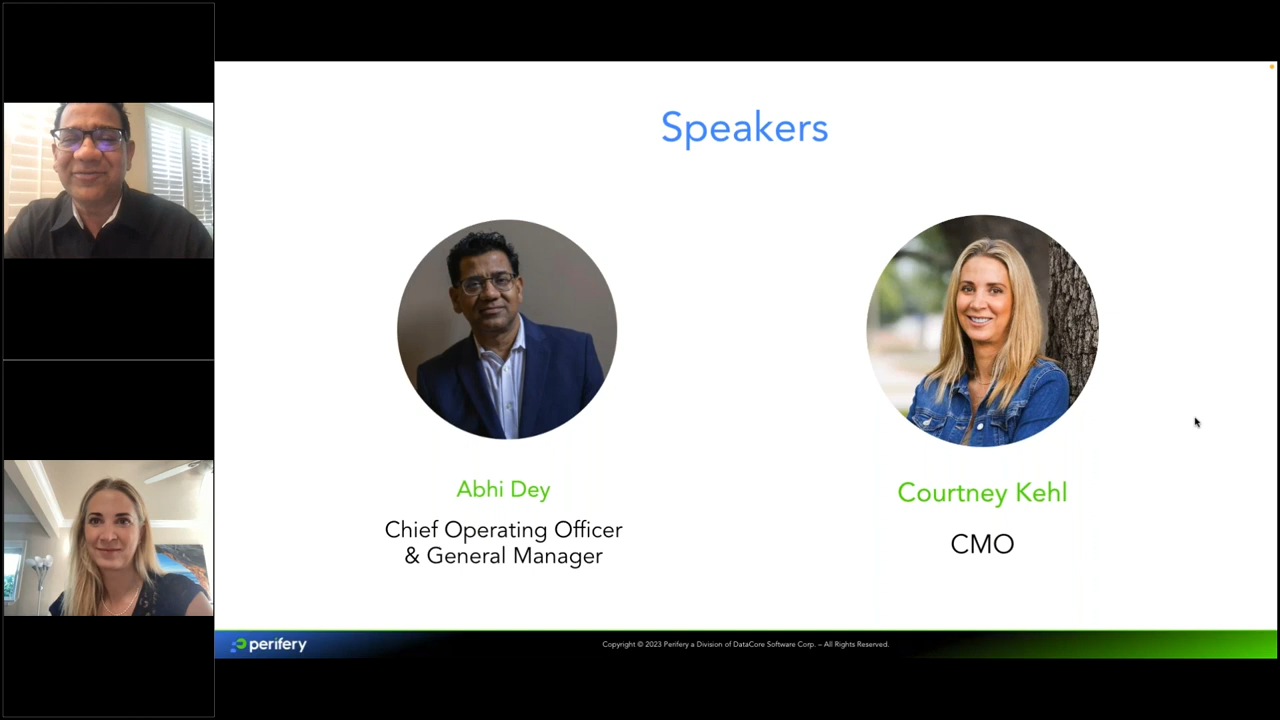 Speakers
Abhi Dey
Chief Operating Officer
& General Manager
Courtney Kehl
CMO
perifery
Copyright © 2023 Perifery a Division of DataCore Software Corp. – All Rights Reserved.